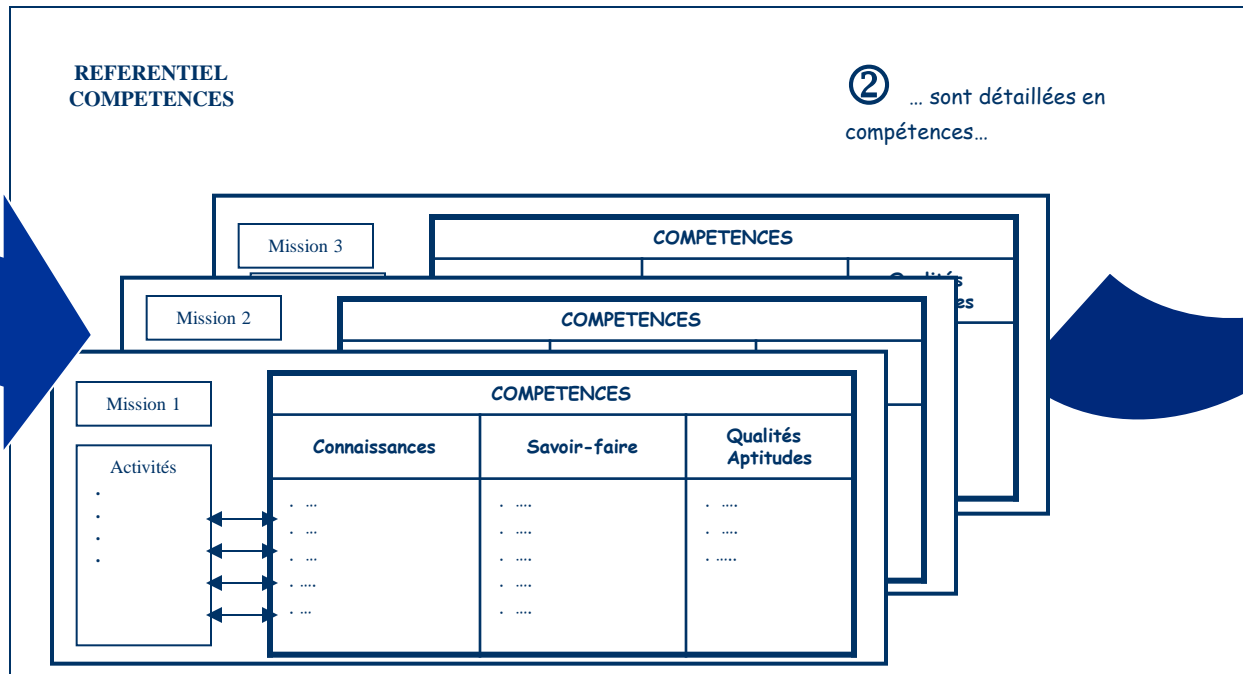 REFERENTIEL
COMPETENCES
② … sont détaillées en
compétences…
Mission 3
COMPETENCES
Qualités
Mission 2
COMPETENCES
Mission 1
COMPETENCES
Connaissances
Savoir-faire
Qualités
Aptitudes
Activités
.
.
.
.
. …
. …
. …
. ….
. …
. ….
. ….
. ….
. ….
. ….
. ….
. ….
. …..